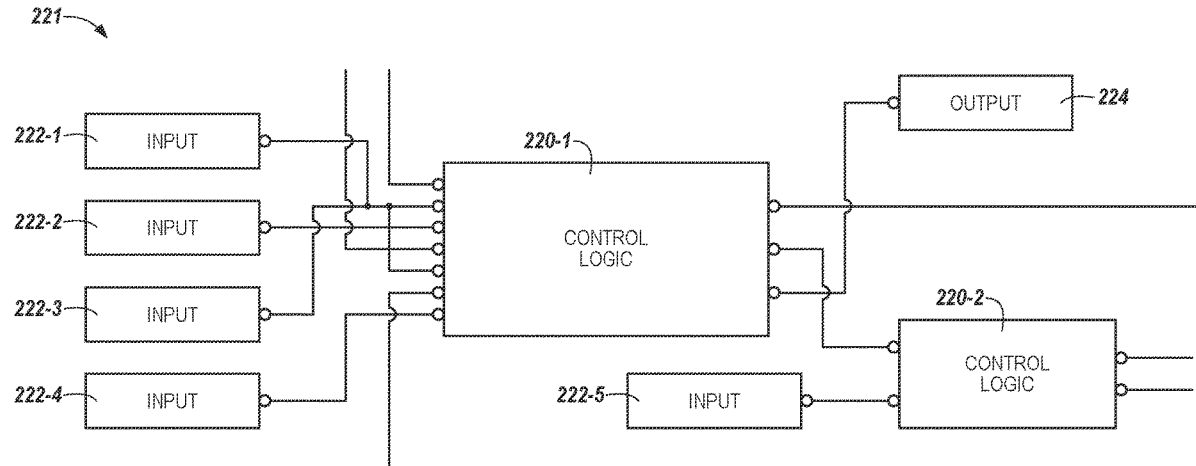 221
222-1
INPUT
222-2
INPUT
222-3
INPUT
222-4
INPUT
220-1
CONTROL
LOGIC
OUTPUT
224
220-2
CONTROL
LOGIC
222-5
INPUT